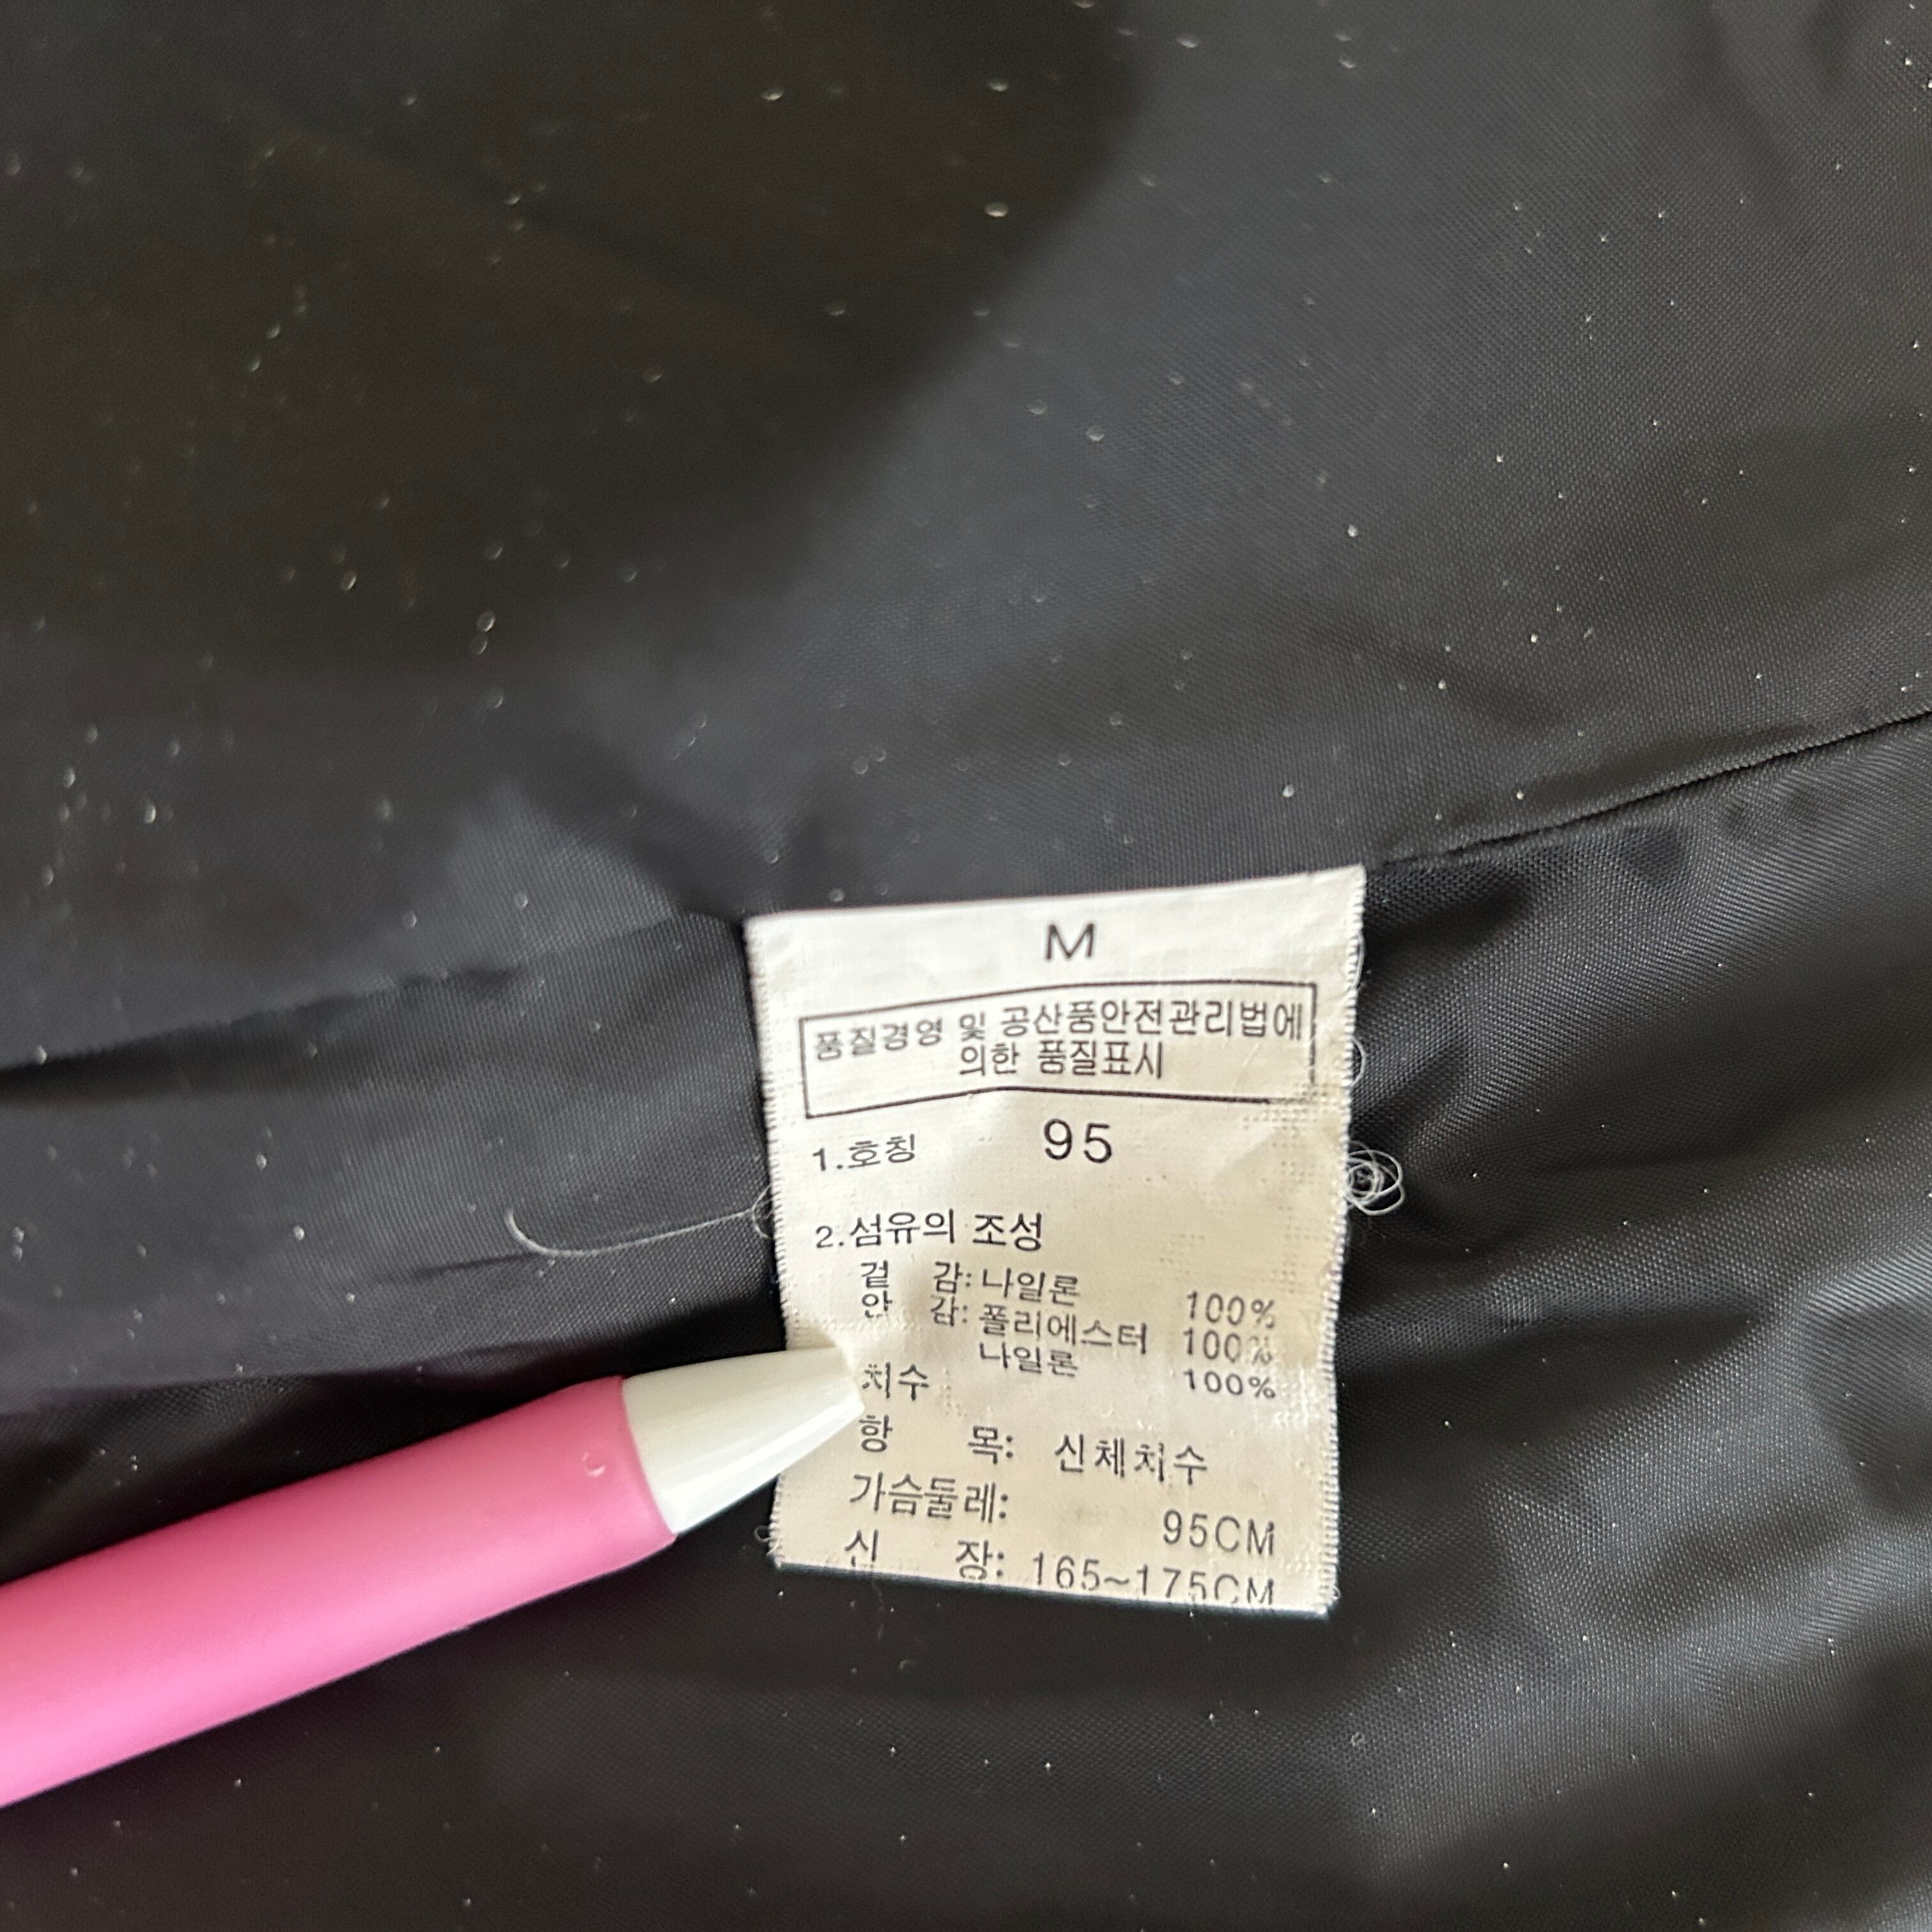 M
품질경영 및 공산품안전관리법에
의한 품질표시
1.호칭 95
2.섬유의 조성
겉 감: 나일론 100%
안 감: 폴리에스터 100%
나일론 100%
치수
항 목: 신체치수
가슴둘레: 95CM
신 장: 165~175CM